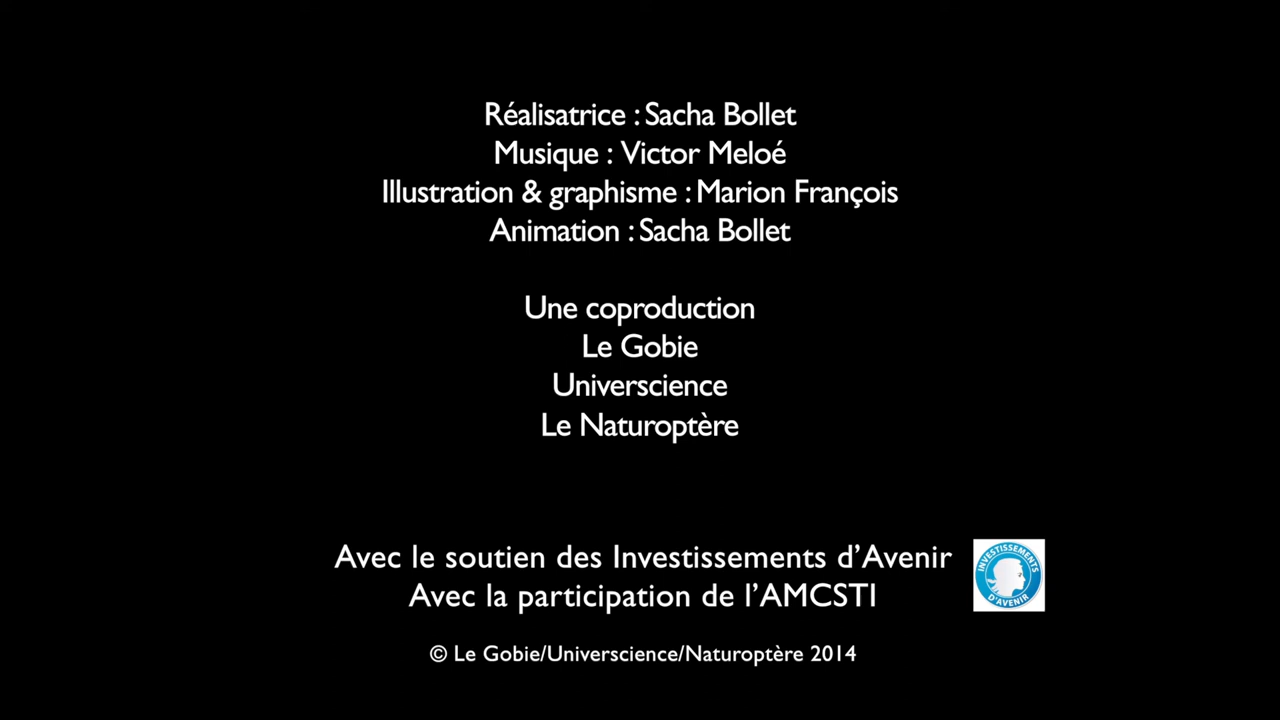 Réalisatrice : Sacha Bollet
Musique : Victor Meloé
Illustration & graphisme : Marion François
Animation : Sacha Bollet
Une coproduction
Le Gobie
Universcience
Le Naturoptère
Avec le soutien des Investissements d’Avenir
Avec la participation de l’AMCSTI
INVESTISSEMENTS
D’AVENIR
© Le Gobie/Universcience/Naturoptère 2014